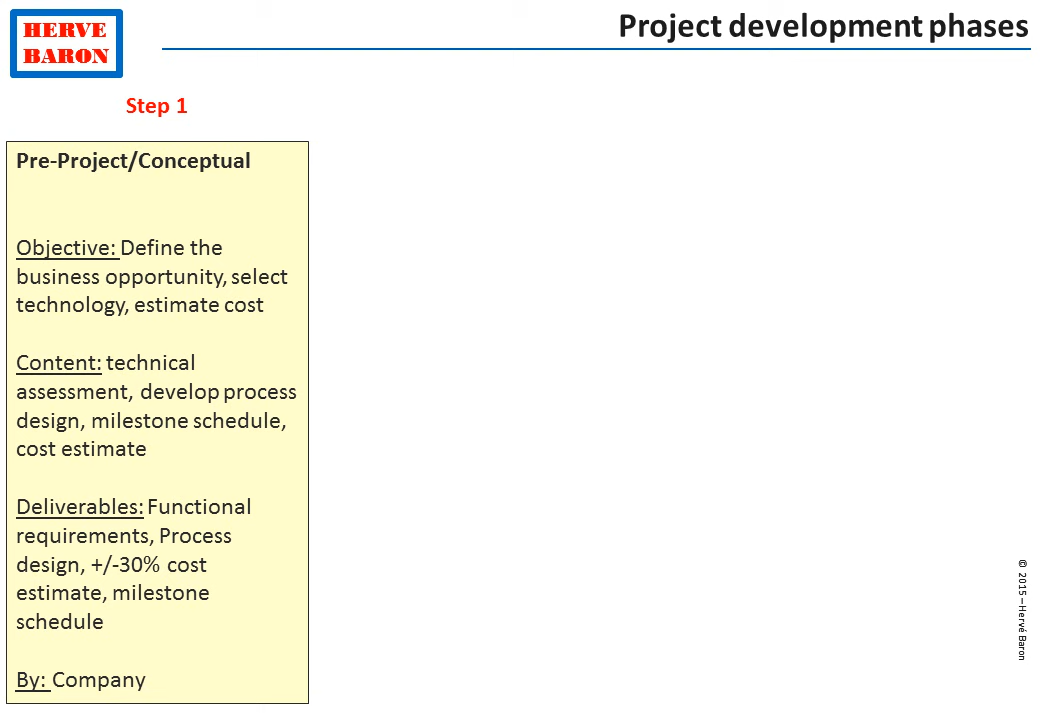 HERVE
BARON
Project development phases
Step 1
Pre-Project/Conceptual
Objective: Define the
business opportunity, select
technology, estimate cost
Content: technical
assessment, develop process
design, milestone schedule,
cost estimate
Deliverables: Functional
requirements, Process
design, +/-30% cost
estimate, milestone
schedule
By: Company
© 2015 – Hervé Baron